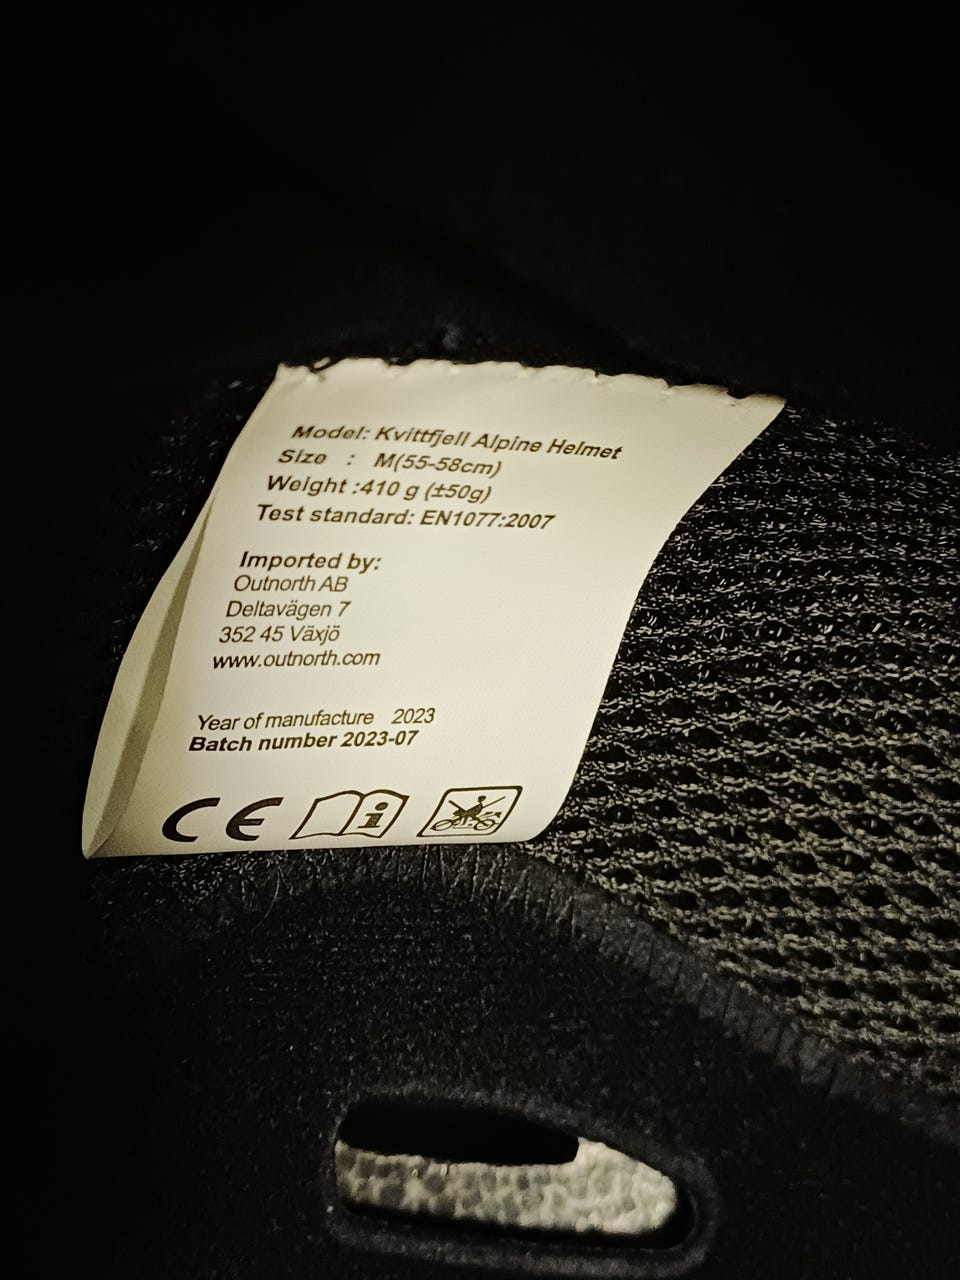 Model: Kvittfjell Alpine Helmet
Size : M(55-58cm)
Weight :410 g (±50g)
Test standard: EN1077:2007
Imported by:
Outnorth AB
Deltavägen 7
352 45 Växjö
www.outnorth.com
Year of manufacture 2023
Batch number 2023-07
CE